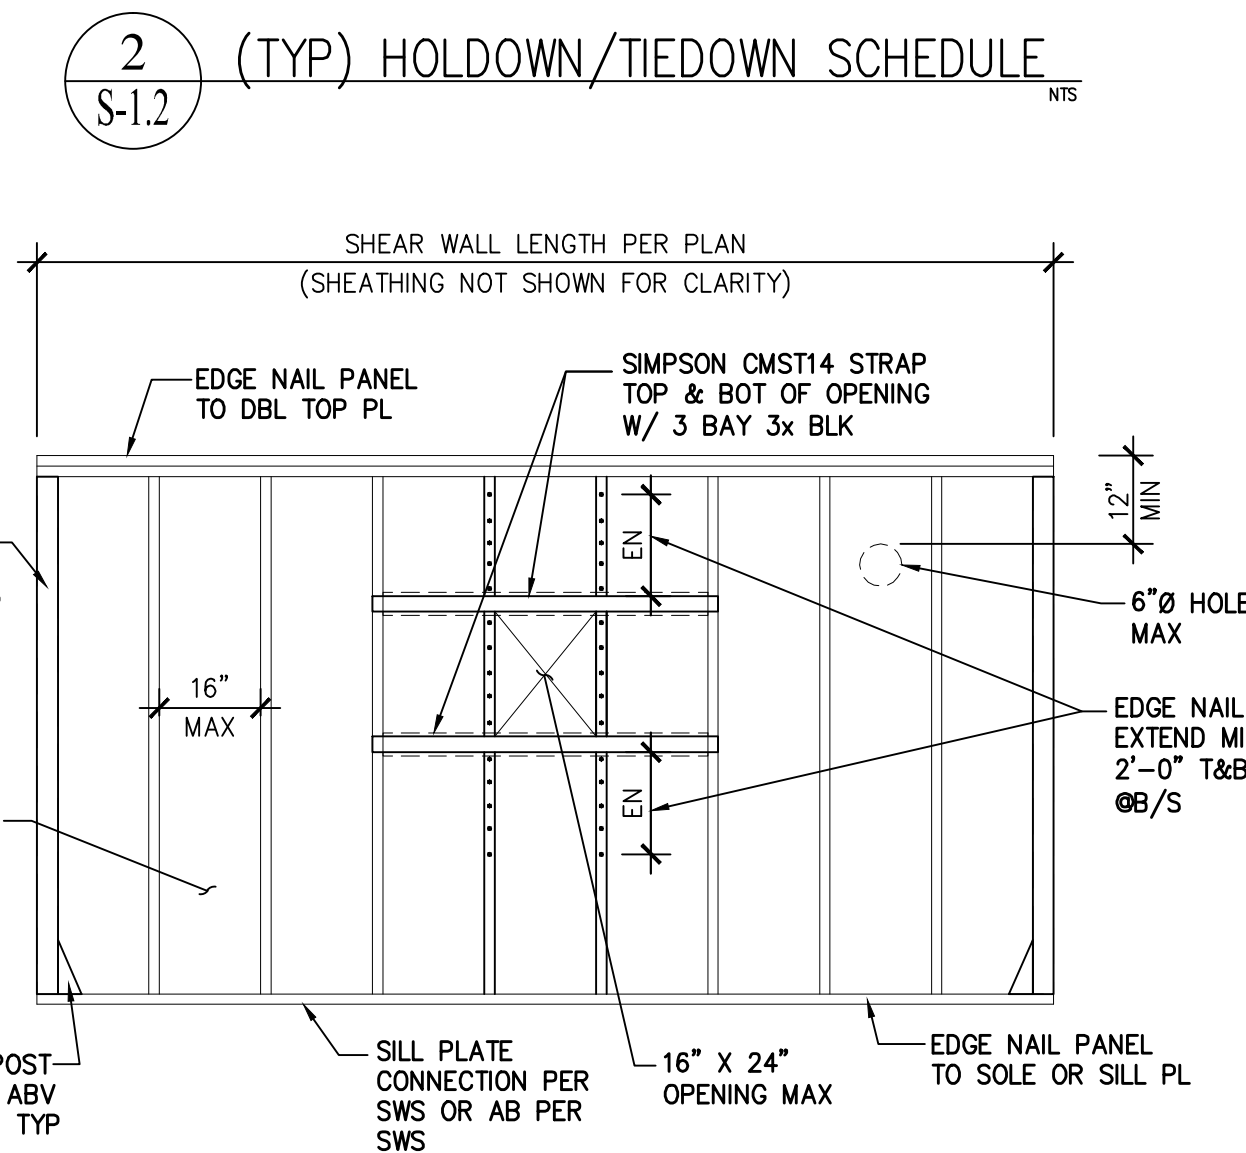 2
S-1.2
(TYP) HOLDOWN/TIEDOWN SCHEDULE
NTS
SHEAR WALL LENGTH PER PLAN
(SHEATHING NOT SHOWN FOR CLARITY)
EDGE NAIL PANEL
TO DBL TOP PL
SIMPSON CMST14 STRAP
TOP & BOT OF OPENING
W/ 3 BAY 3x BLK
12"
MIN
EN
6"Ø HOLE
MAX
16"
MAX
EDGE NAIL
EXTEND MI
2'-0" T&B
@B/S
EN
POST
ABV
TYP
SILL PLATE
CONNECTION PER
SWS OR AB PER
SWS
16" X 24"
OPENING MAX
EDGE NAIL PANEL
TO SOLE OR SILL PL